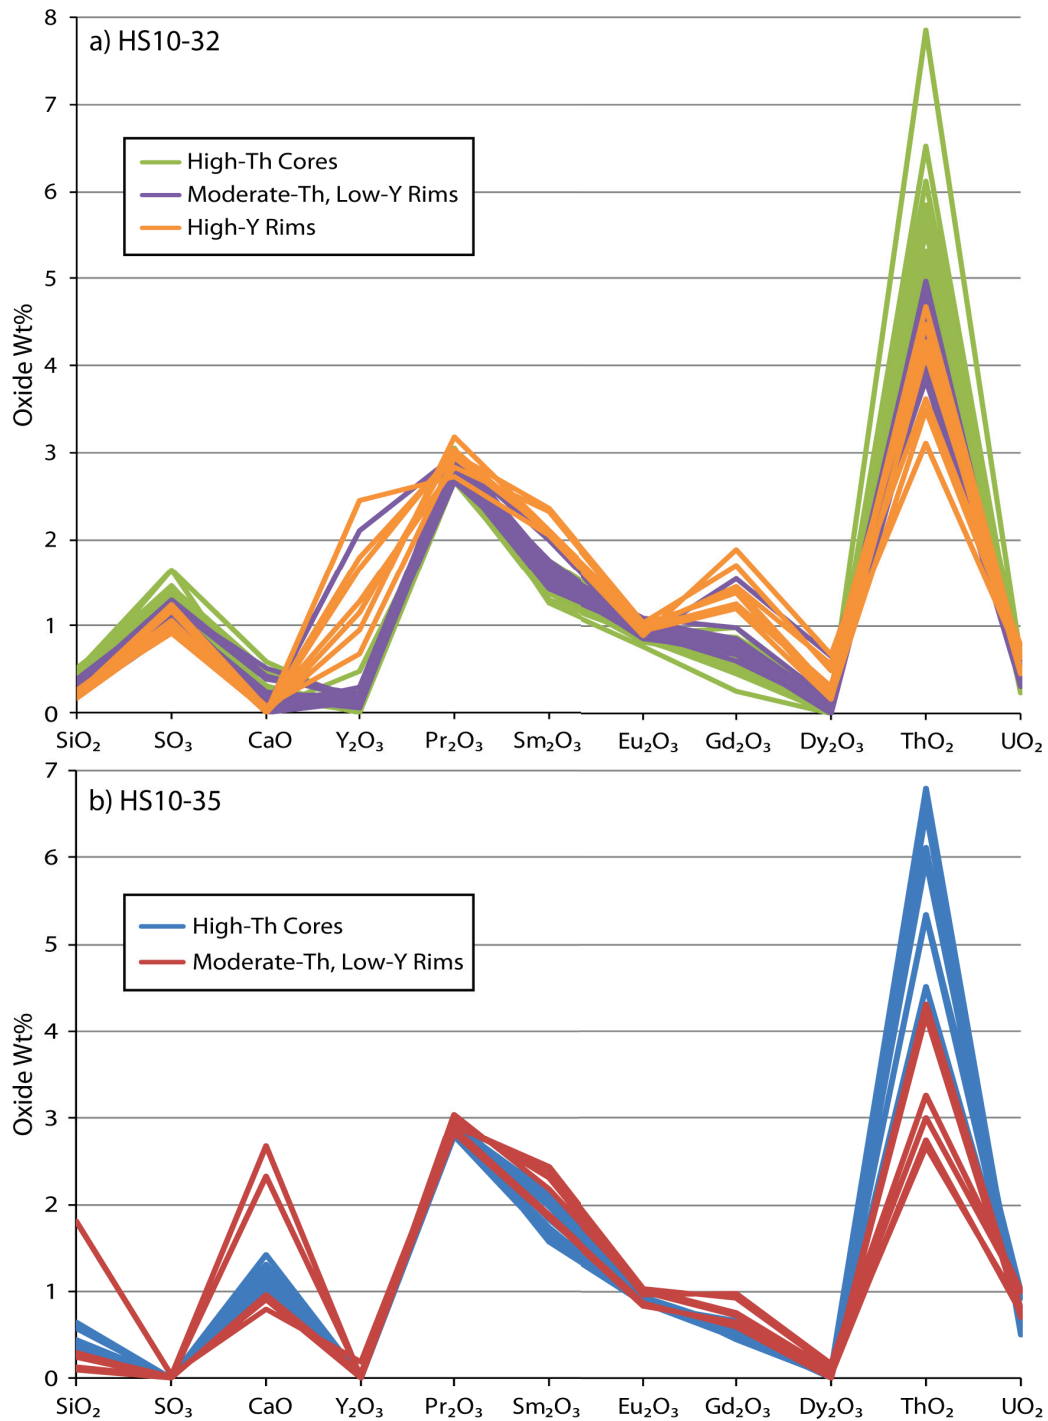 a) HS10-32
High-Th Cores
Moderate-Th, Low-Y Rims
High-Y Rims
Oxide Wt%
8
7
6
5
4
3
2
1
0
SiO₂ SO₃ CaO Y₂O₃ Pr₂O₃ Sm₂O₃ Eu₂O₃ Gd₂O₃ Dy₂O₃ ThO₂ UO₂
b) HS10-35
High-Th Cores
Moderate-Th, Low-Y Rims
Oxide Wt%
7
6
5
4
3
2
1
0
SiO₂ SO₃ CaO Y₂O₃ Pr₂O₃ Sm₂O₃ Eu₂O₃ Gd₂O₃ Dy₂O₃ ThO₂ UO₂